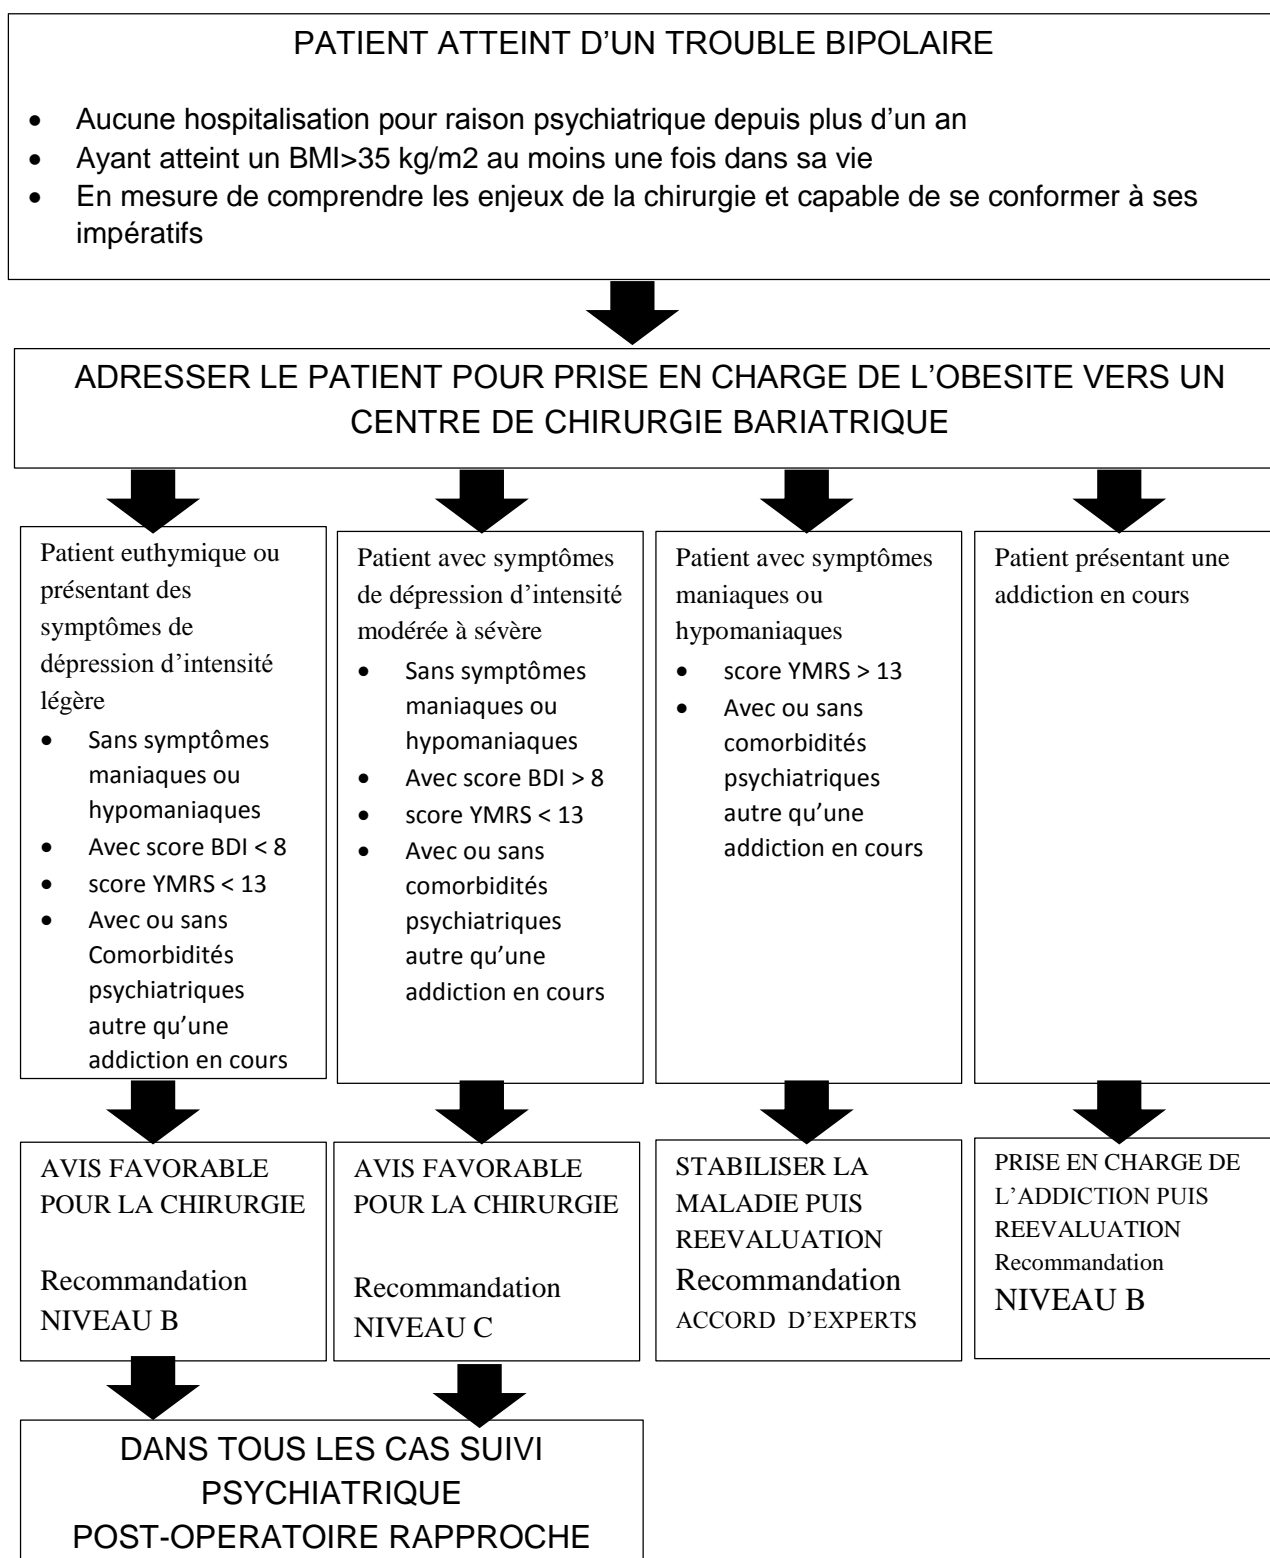 PATIENT ATTEINT D'UN TROUBLE BIPOLAIRE
• Aucune hospitalisation pour raison psychiatrique depuis plus d'un an
• Ayant atteint un BMI>35 kg/m2 au moins une fois dans sa vie
• En mesure de comprendre les enjeux de la chirurgie et capable de se conformer à ses
impératifs
ADRESSER LE PATIENT POUR PRISE EN CHARGE DE L'OBESITE VERS UN
CENTRE DE CHIRURGIE BARIATRIQUE
Patient euthymique ou
présentant des
symptômes de
dépression d'intensité
légère
• Sans symptômes
maniaques ou
hypomaniaques
• Avec score BDI < 8
• score YMRS < 13
• Avec ou sans
Comorbidités
psychiatriques
autre qu'une
addiction en cours
Patient avec symptômes
de dépression d'intensité
modérée à sévère
• Sans symptômes
maniaques ou
hypomaniaques
• Avec score BDI > 8
• score YMRS < 13
• Avec ou sans
comorbidités
psychiatriques
autre qu'une
addiction en cours
Patient avec symptômes
maniaques ou
hypomaniaques
• score YMRS > 13
• Avec ou sans
comorbidités
psychiatriques
autre qu'une
addiction en cours
Patient présentant une
addiction en cours
AVIS FAVORABLE
POUR LA CHIRURGIE
Recommandation
NIVEAU B
AVIS FAVORABLE
POUR LA CHIRURGIE
Recommandation
NIVEAU C
STABILISER LA
MALADIE PUIS
REEVALUATION
Recommandation
ACCORD D'EXPERTS
PRISE EN CHARGE DE
L'ADDICTION PUIS
REEVALUATION
Recommandation
NIVEAU B
DANS TOUS LES CAS SUIVI
PSYCHIATRIQUE
POST-OPERATOIRE RAPPROCHE